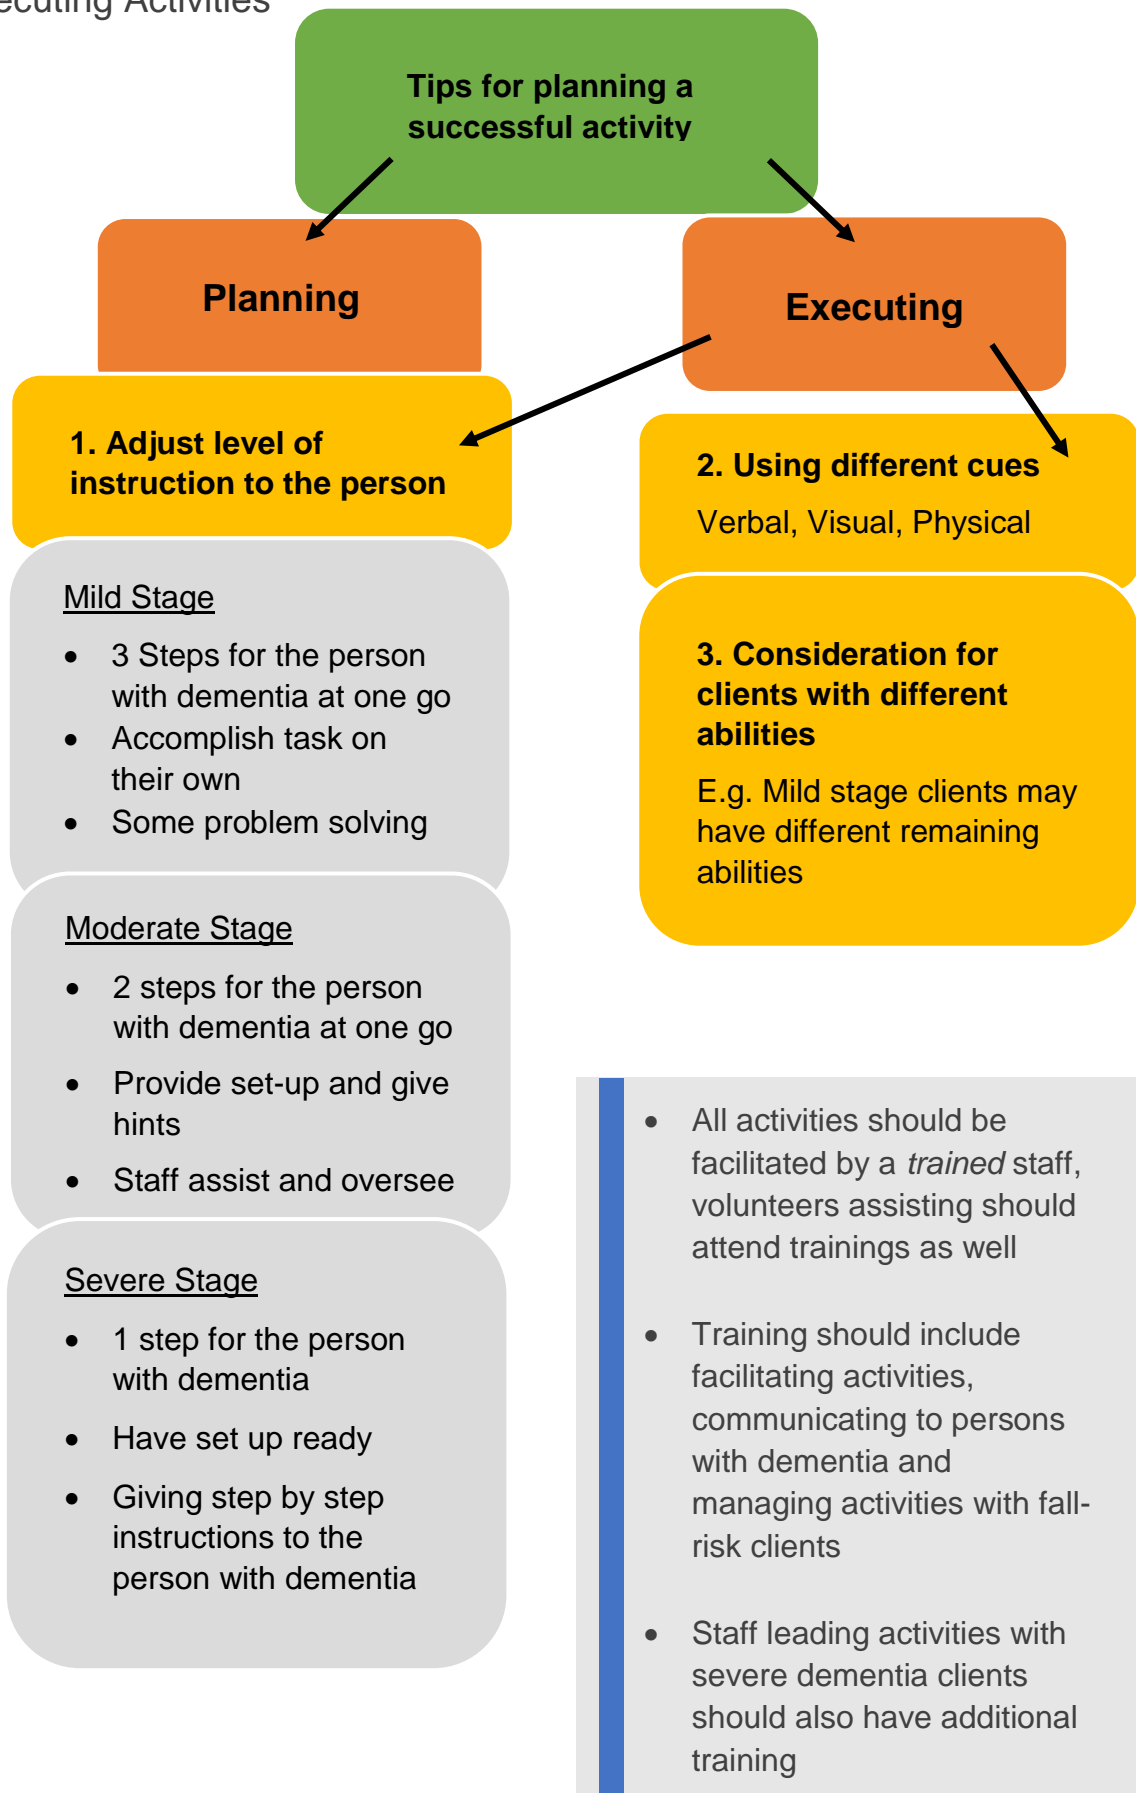 ecuting Activities
Tips for planning a
successful activity
Planning
Executing
1. Adjust level of
instruction to the person
Mild Stage
• 3 Steps for the person
with dementia at one go
• Accomplish task on
their own
• Some problem solving
Moderate Stage
• 2 steps for the person
with dementia at one go
• Provide set-up and give
hints
• Staff assist and oversee
Severe Stage
• 1 step for the person
with dementia
• Have set up ready
• Giving step by step
instructions to the
person with dementia
2. Using different cues
Verbal, Visual, Physical
3. Consideration for
clients with different
abilities
E.g. Mild stage clients may
have different remaining
abilities
• All activities should be
facilitated by a trained staff,
volunteers assisting should
attend trainings as well
• Training should include
facilitating activities,
communicating to persons
with dementia and
managing activities with fall-
risk clients
• Staff leading activities with
severe dementia clients
should also have additional
training